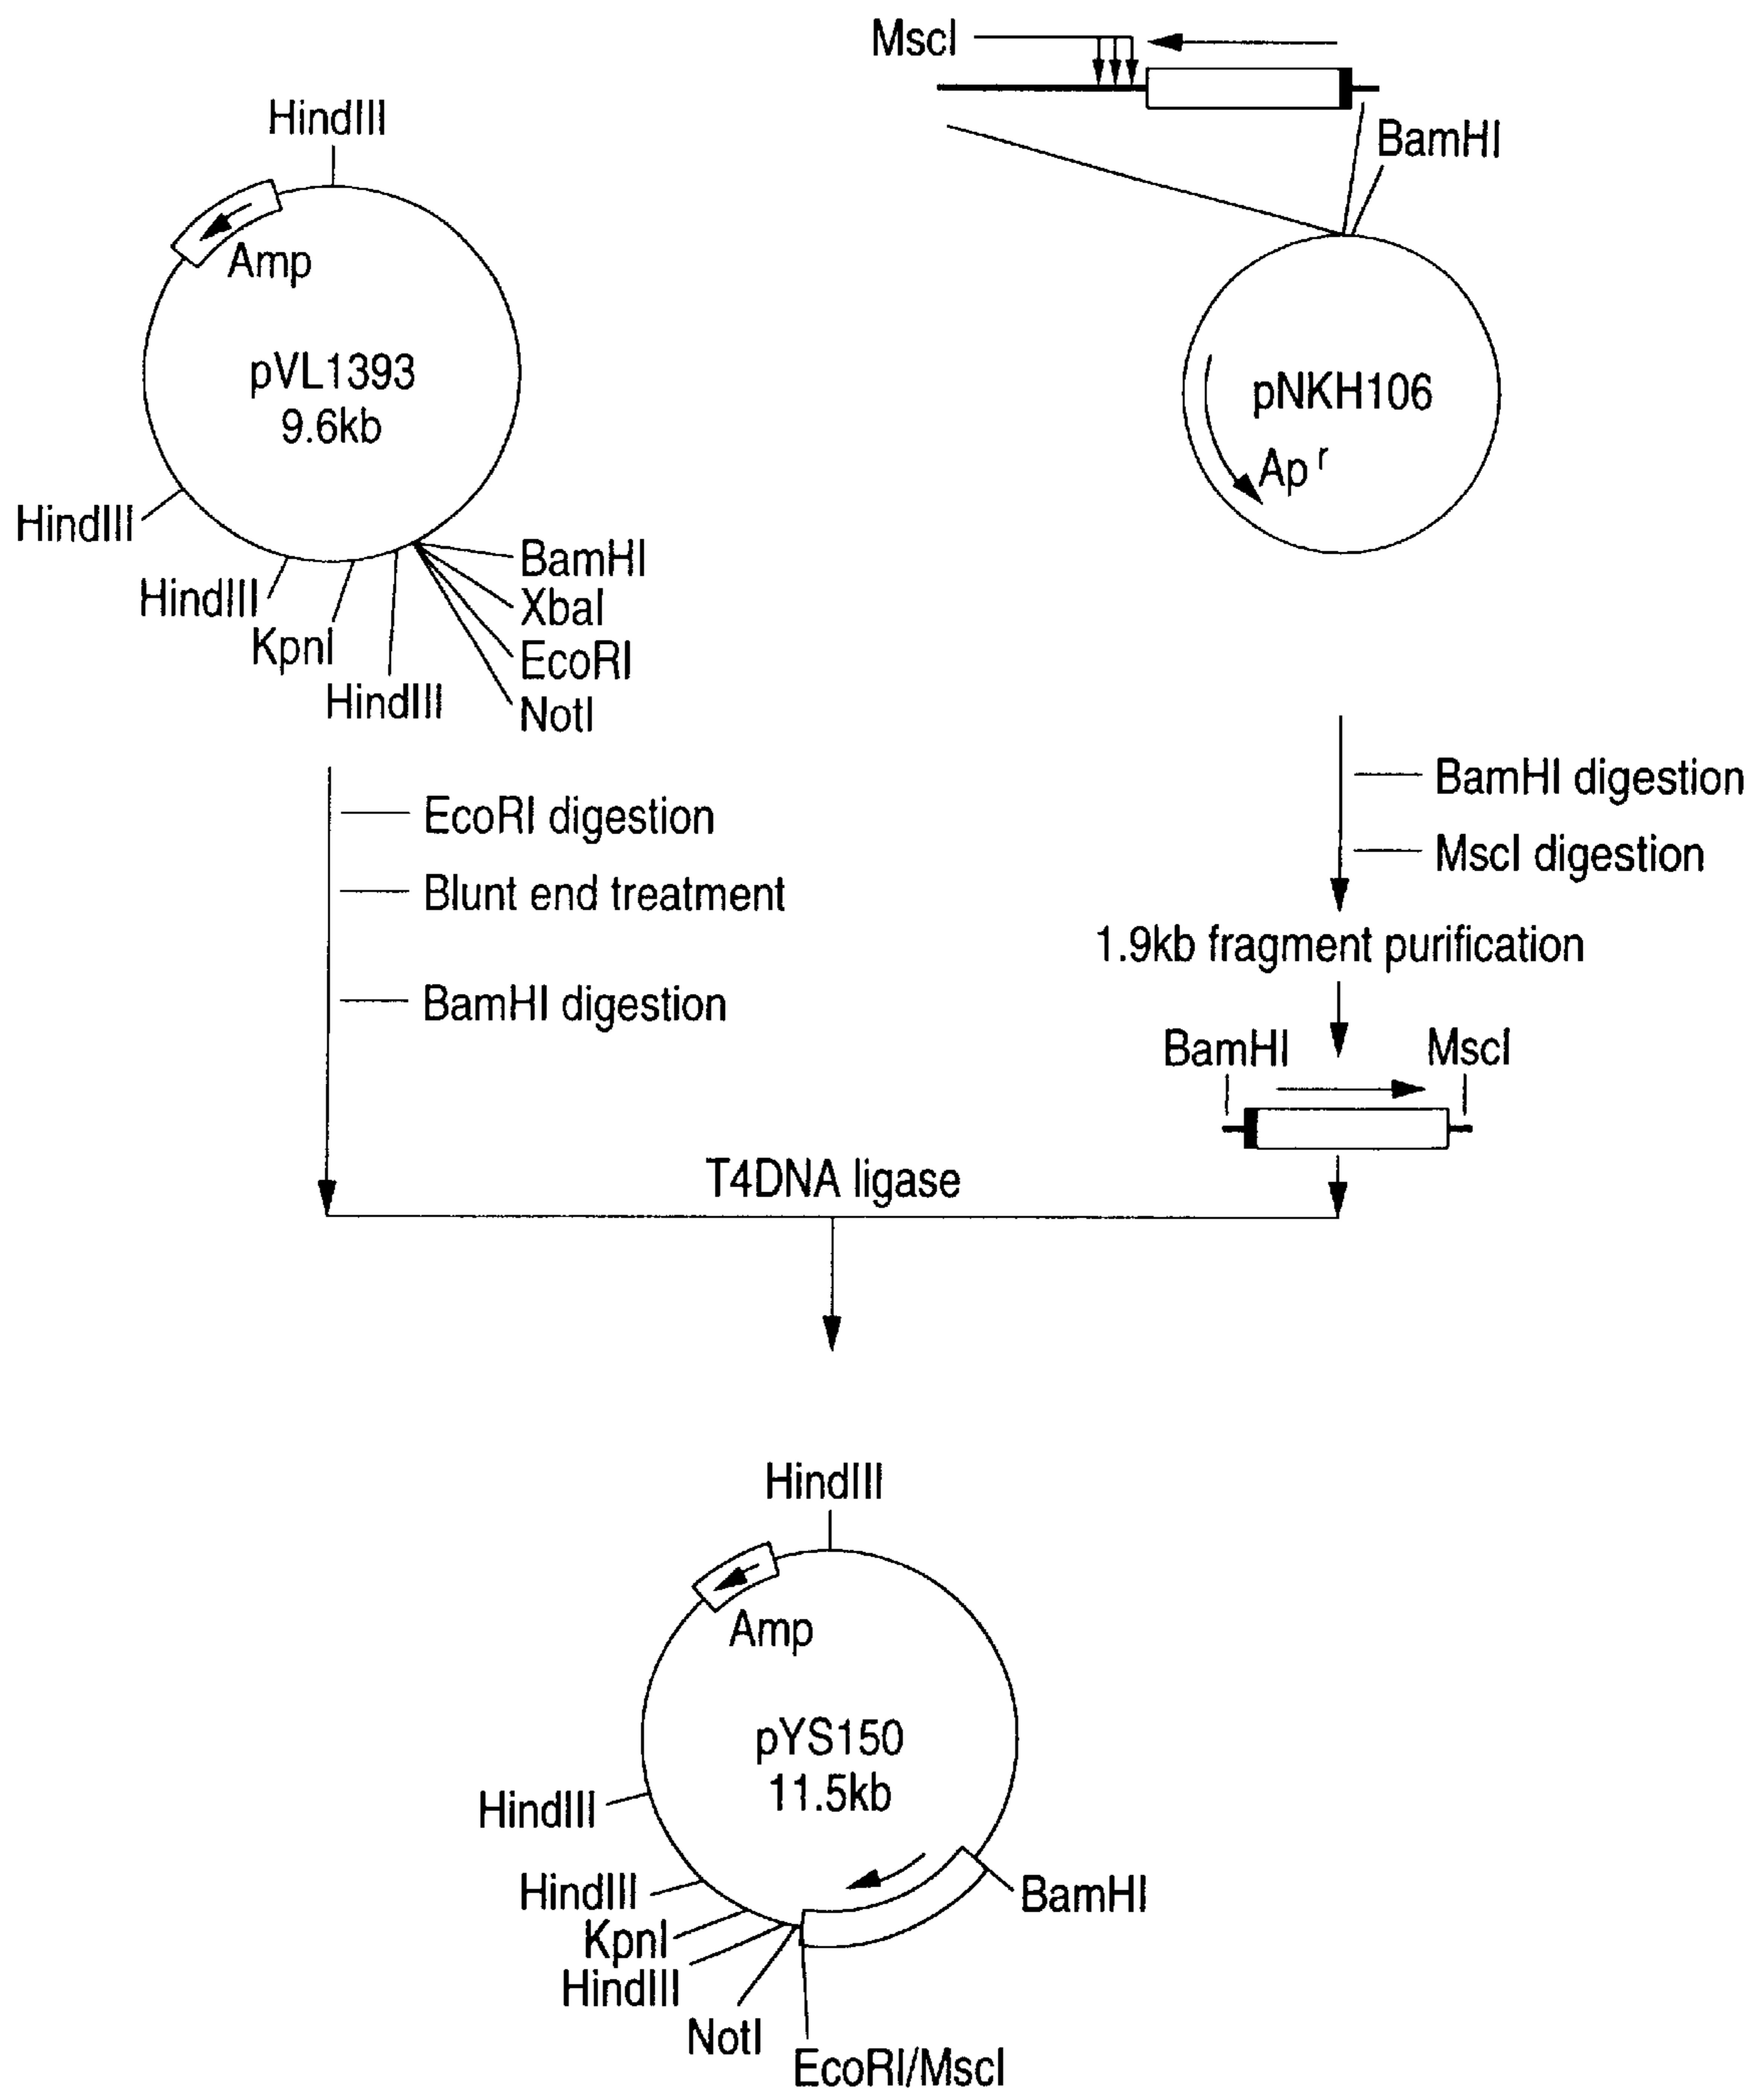 MscI
BamHI
HindIII
Amp
pVL1393
9.6kb
HindIII
HindIII
KpnI
HindIII
BamHI
XbaI
EcoRI
NotI
pNKH106
Ap r
EcoRI digestion
Blunt end treatment
BamHI digestion
BamHI digestion
MscI digestion
1.9kb fragment purification
BamHI
MscI
T4DNA ligase
HindIII
Amp
pYS150
11.5kb
HindIII
HindIII
KpnI
HindIII
NotI
EcoRI/MscI
BamHI